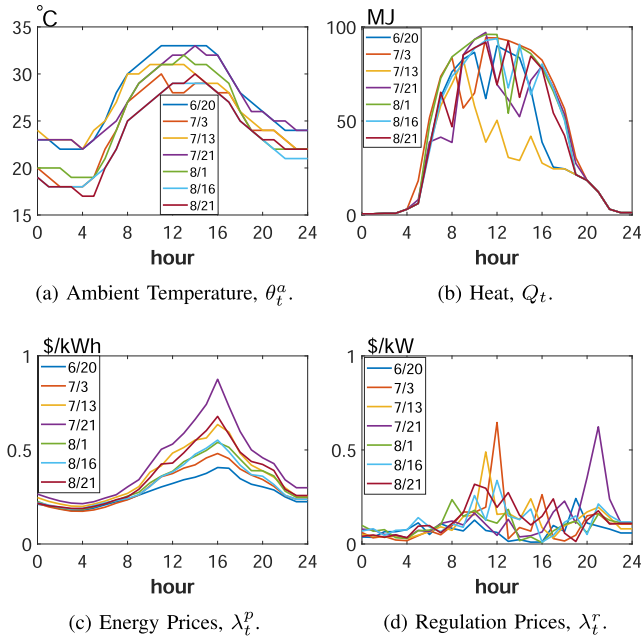 °C
35
30
25
20
15
6/20
7/3
7/13
7/21
8/1
8/16
8/21
0 4 8 12 16 20 24
hour
(a) Ambient Temperature, θ_t^a.
MJ
100
50
0
6/20
7/3
7/13
7/21
8/1
8/16
8/21
0 4 8 12 16 20 24
hour
(b) Heat, Q_t.
$/kWh
1
0.5
0
6/20
7/3
7/13
7/21
8/1
8/16
8/21
0 4 8 12 16 20 24
hour
(c) Energy Prices, λ_t^p.
$/kW
1
0.5
0
6/20
7/3
7/13
7/21
8/1
8/16
8/21
0 4 8 12 16 20 24
hour
(d) Regulation Prices, λ_t^r.